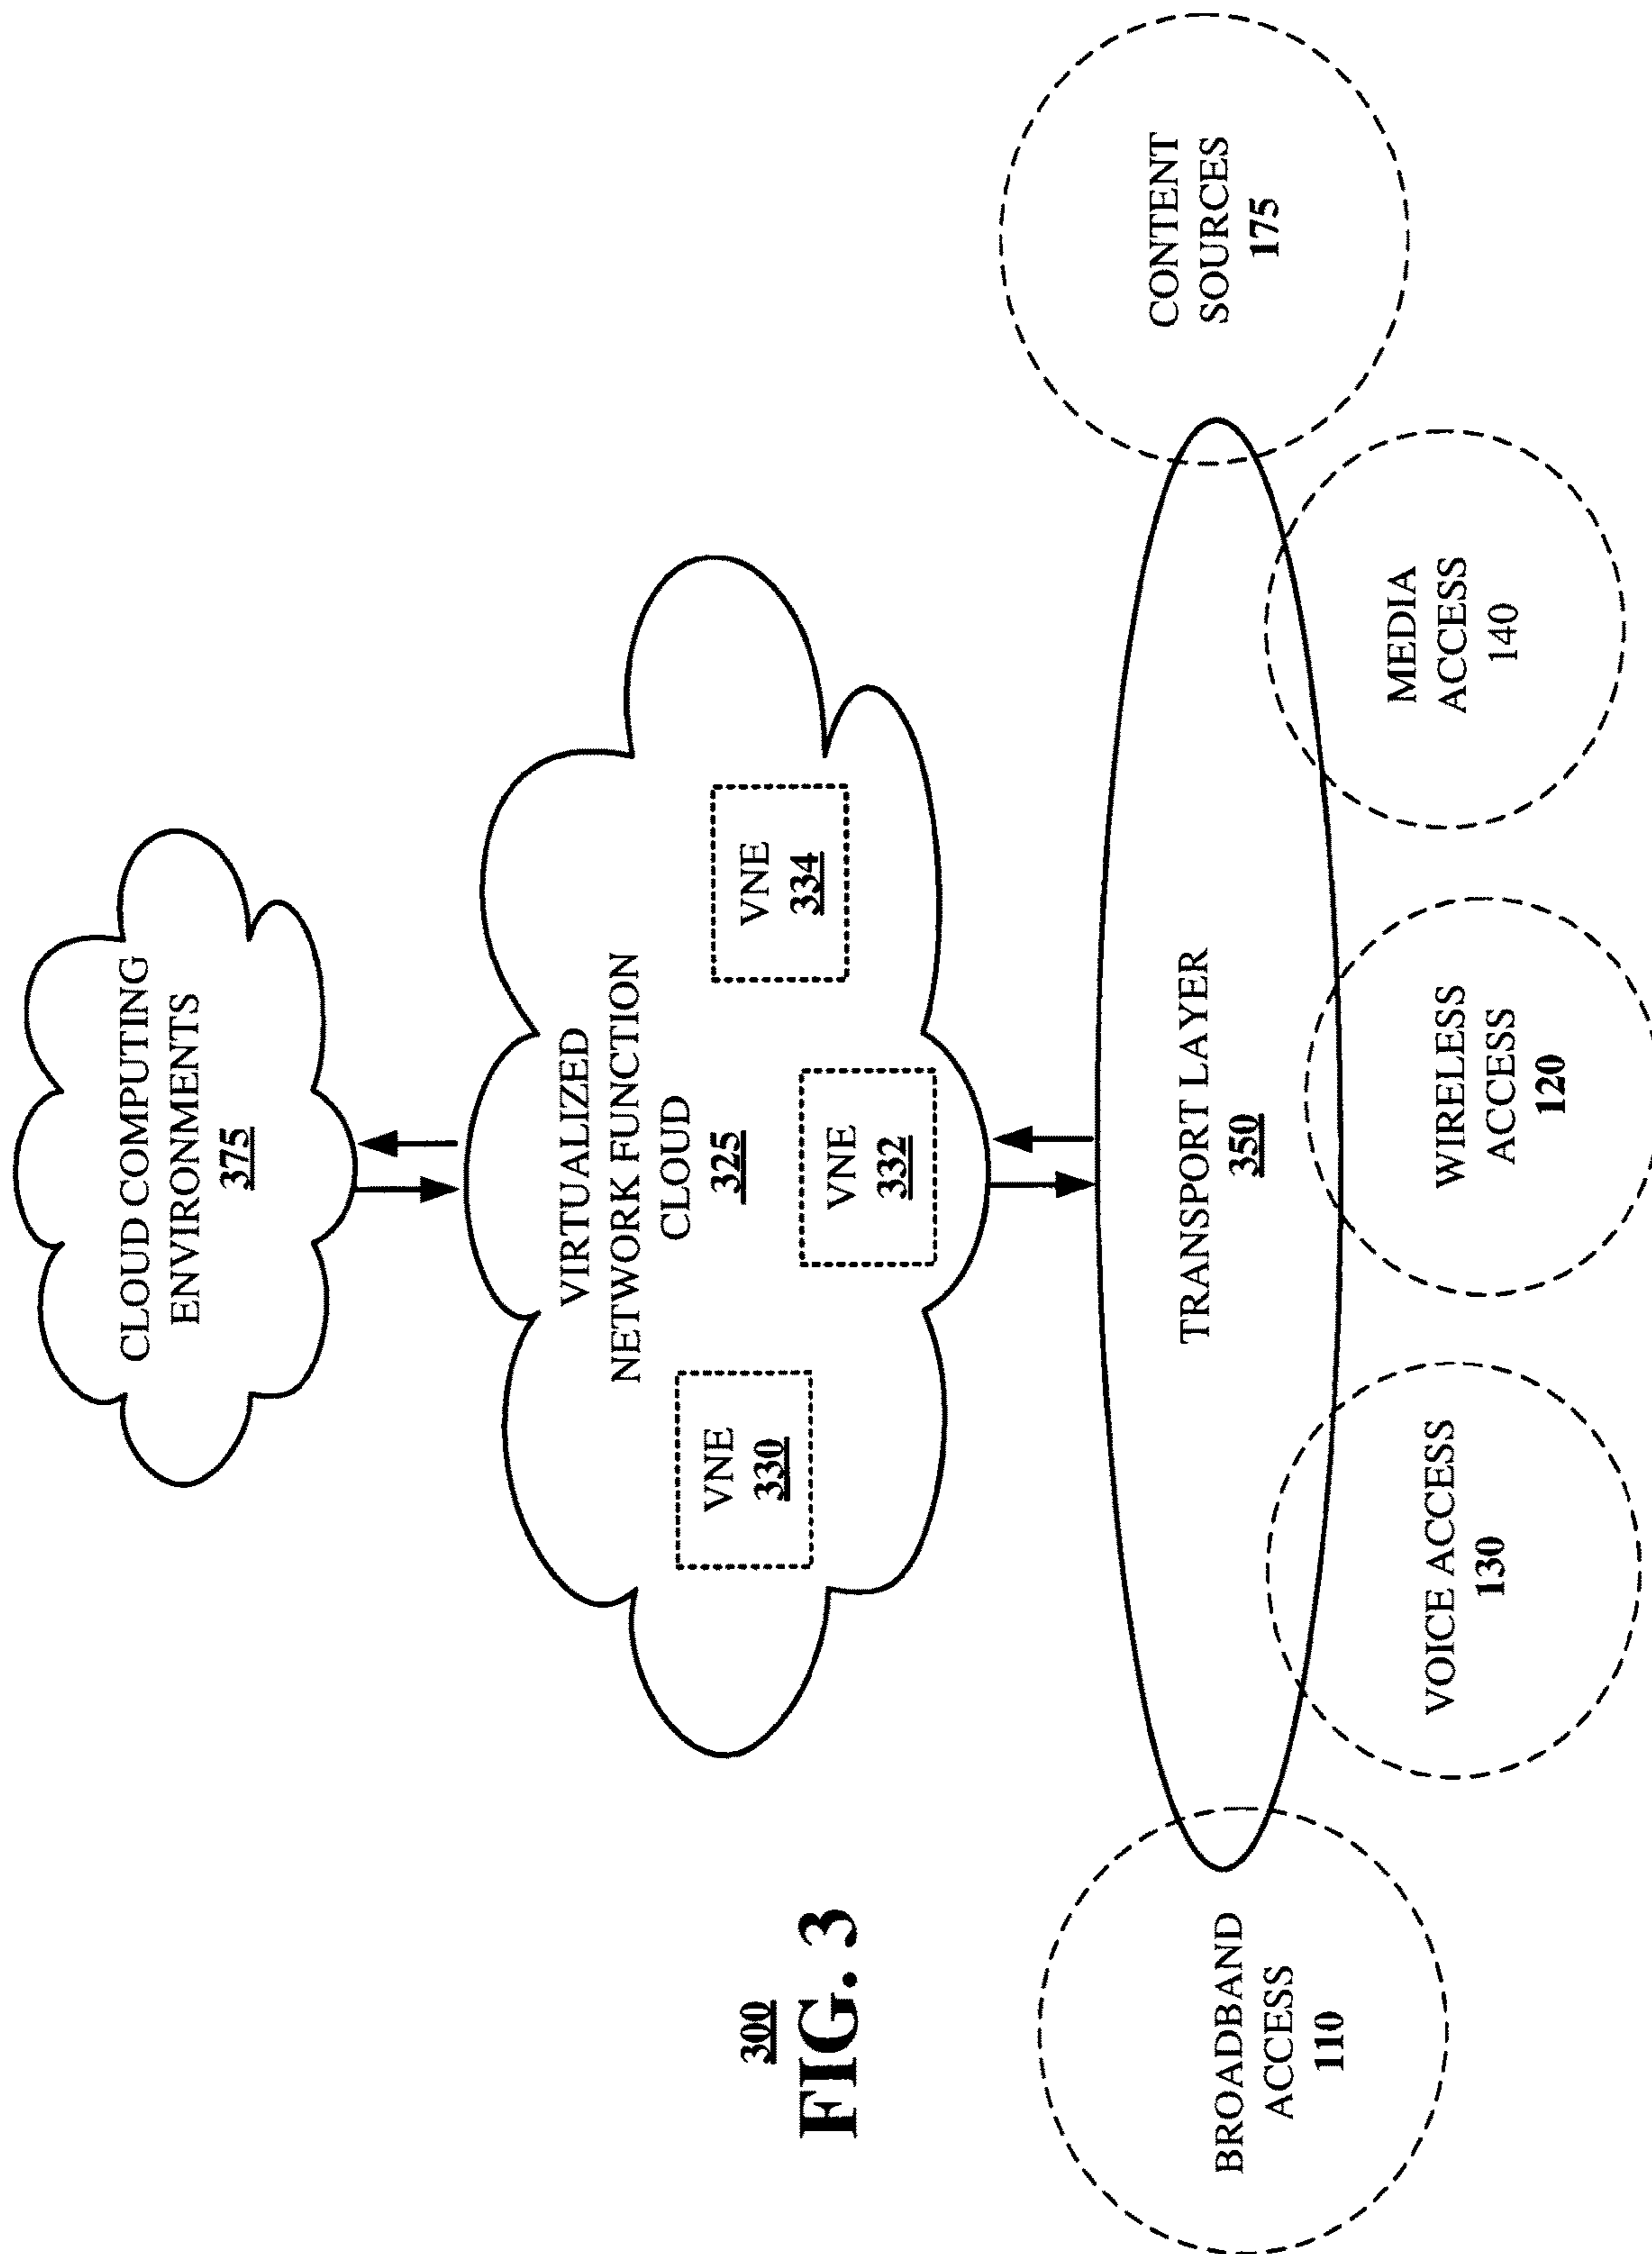 CLOUD COMPUTING
ENVIRONMENTS
375
VIRTUALIZED
NETWORK FUNCTION
CLOUD
325
VNE
330
VNE
332
VNE
334
300
FIG. 3
TRANSPORT LAYER
350
BROADBAND
ACCESS
110
VOICE ACCESS
130
WIRELESS
ACCESS
120
MEDIA
ACCESS
140
CONTENT
SOURCES
175